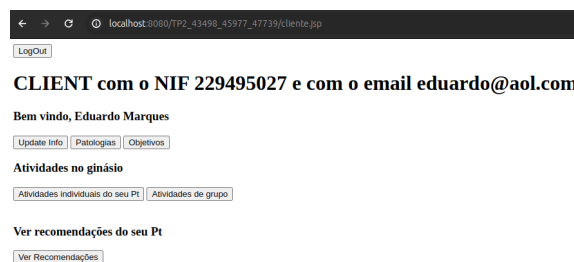 localhost:8080/TP2_43498_45977_47739/cliente.jsp
LogOut
CLIENT com o NIF 229495027 e com o email eduardo@aol.com
Bem vindo, Eduardo Marques
Update Info Patologias Objetivos
Atividades no ginásio
Atividades individuais do seu Pt Atividades de grupo
Ver recomendações do seu Pt
Ver Recomendações